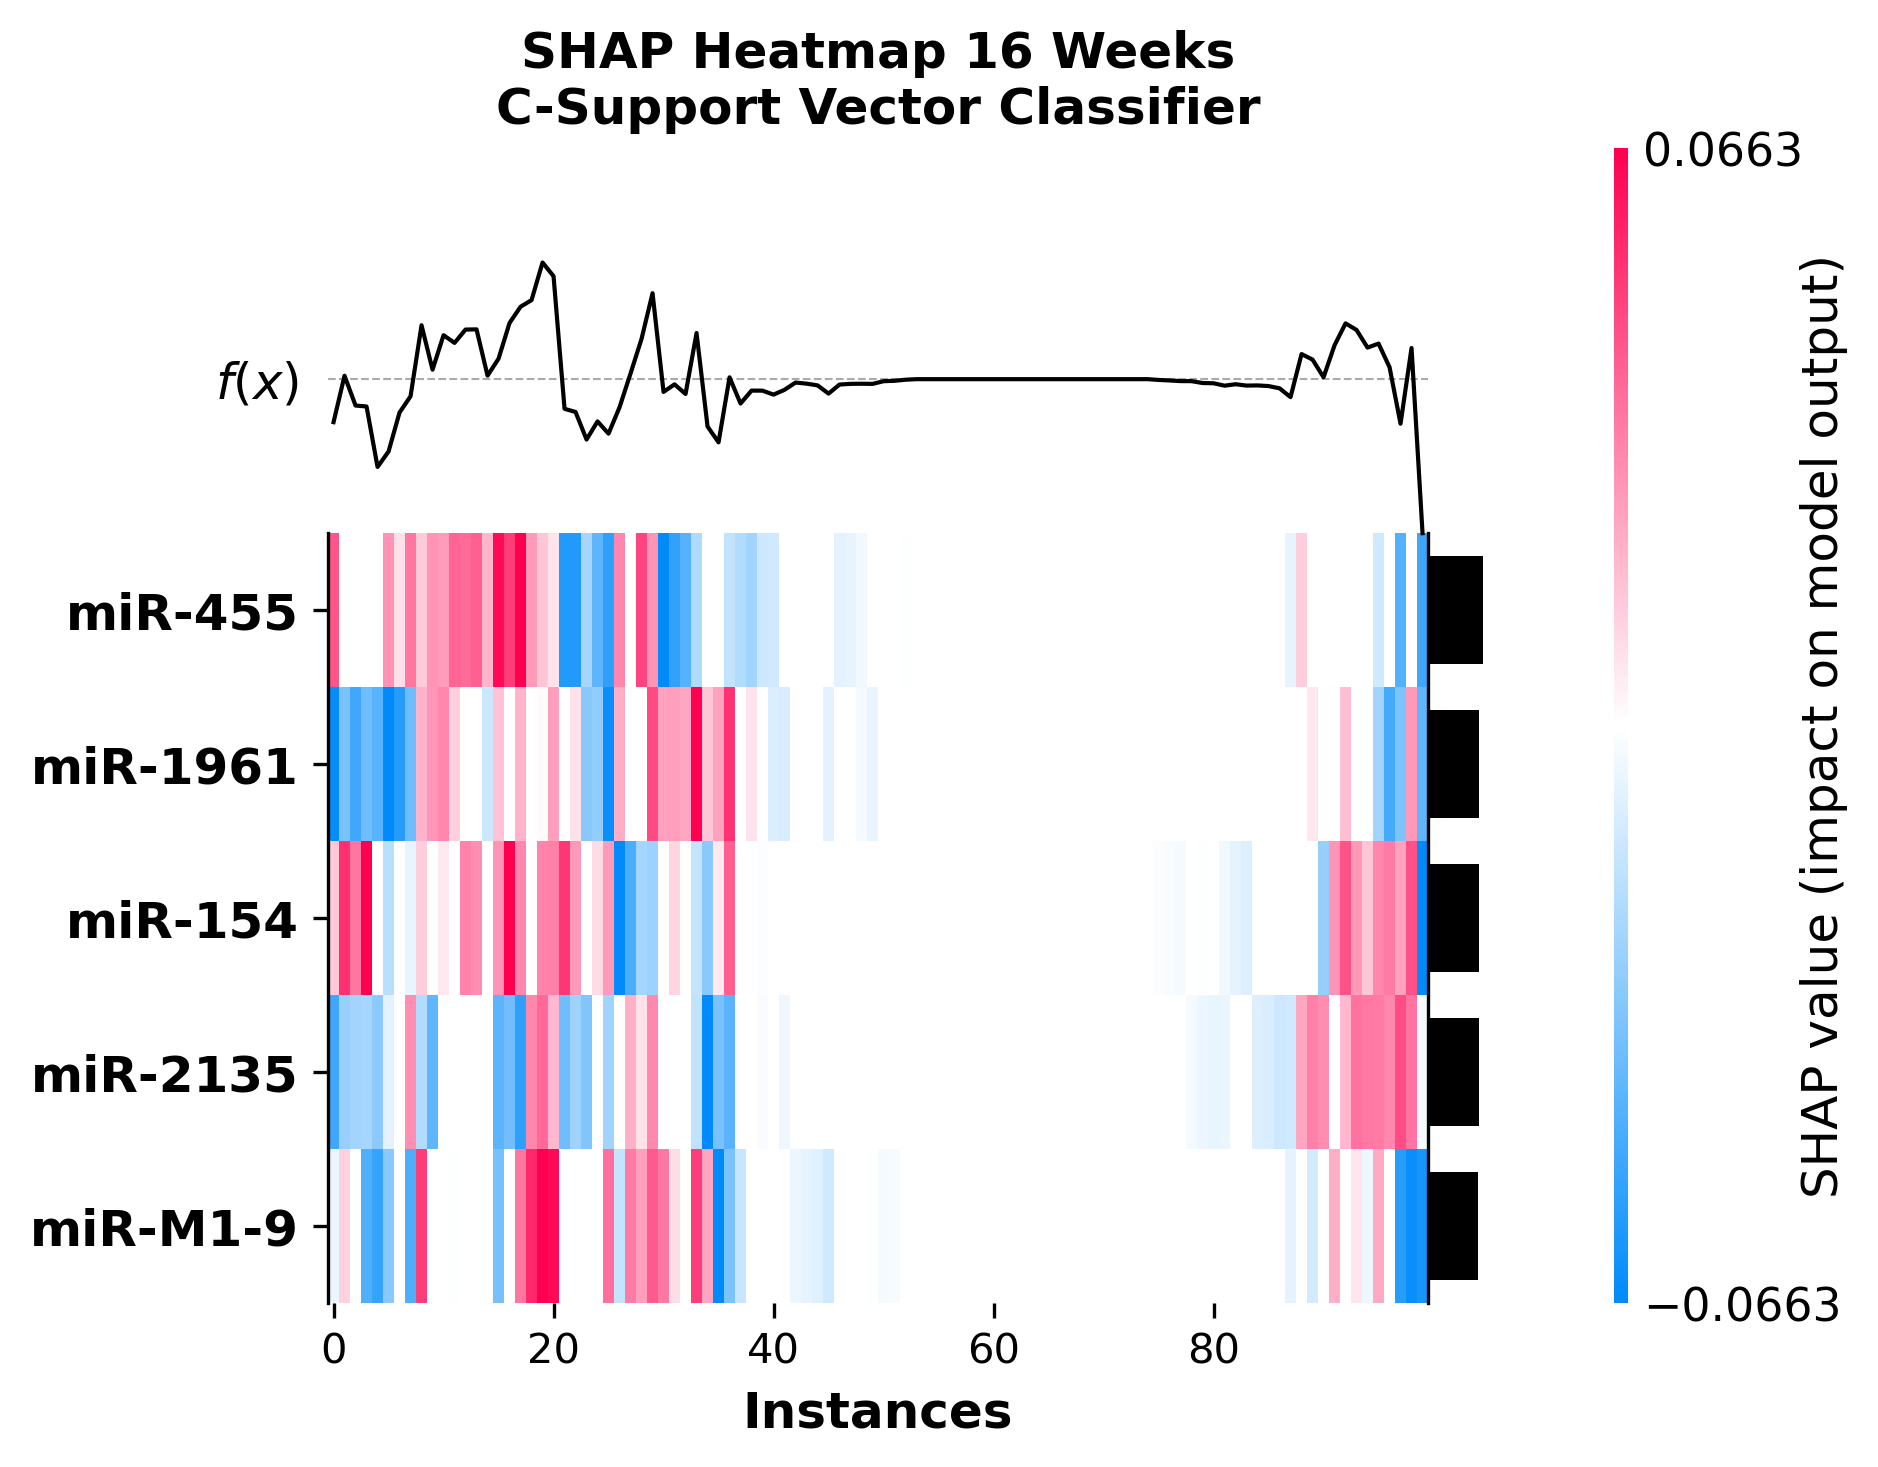 SHAP Heatmap 16 Weeks
C-Support Vector Classifier
0.0663
f(x)
miR-455
miR-1961
miR-154
miR-2135
miR-M1-9
0 20 40 60 80
Instances
−0.0663
SHAP value (impact on model output)